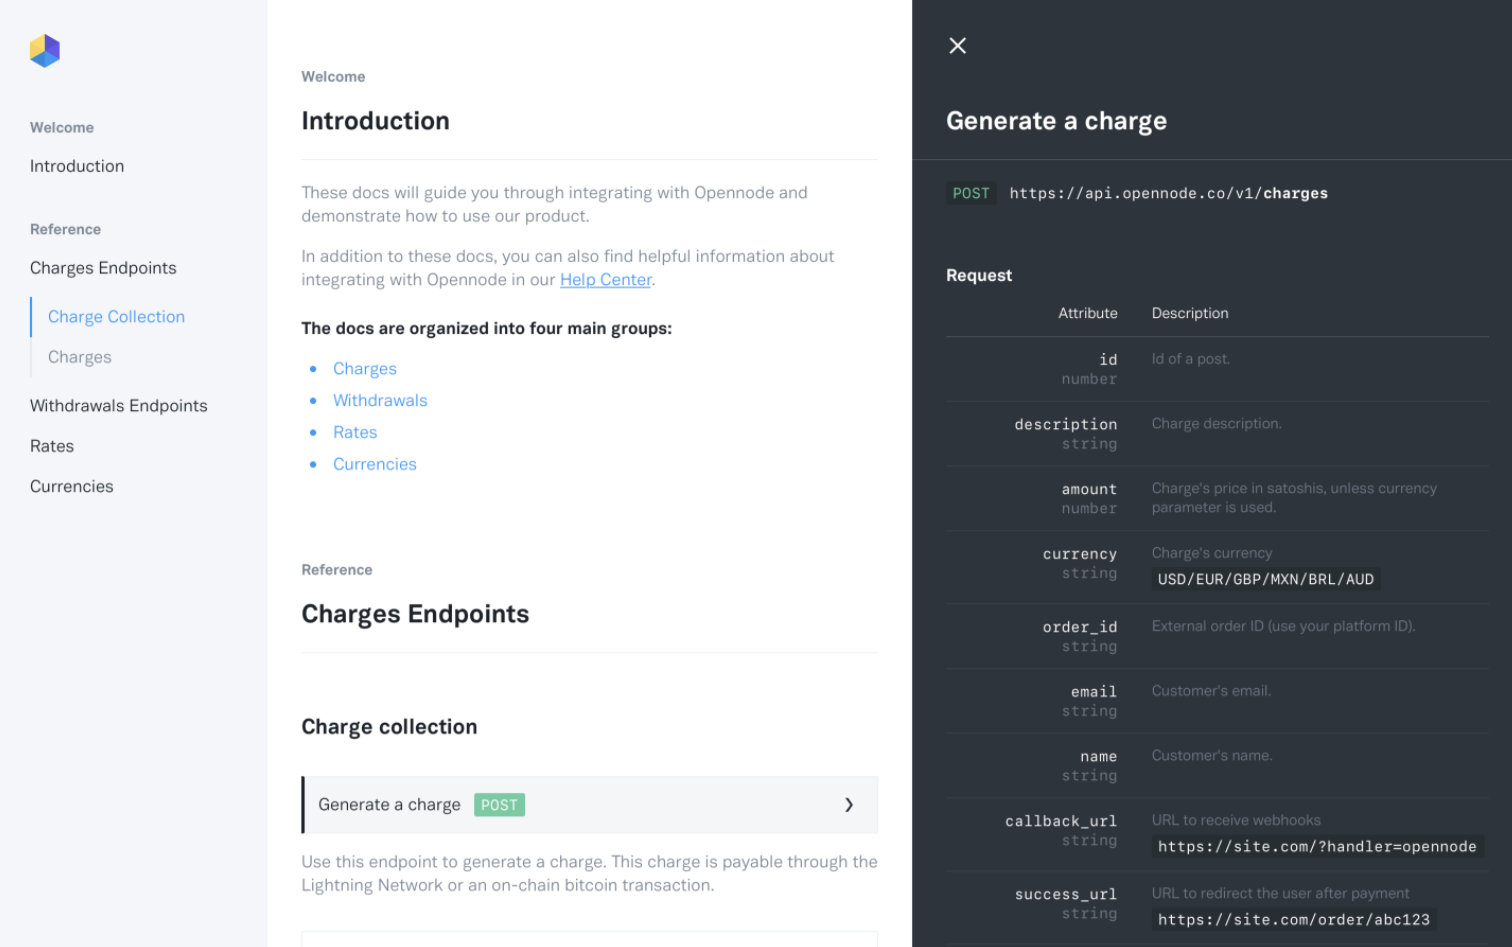 Welcome
Introduction
Reference
Charges Endpoints
Charge Collection
Charges
Withdrawals Endpoints
Rates
Currencies
Welcome
Introduction
These docs will guide you through integrating with Opennode and
demonstrate how to use our product.
In addition to these docs, you can also find helpful information about
integrating with Opennode in our Help Center.
The docs are organized into four main groups:
• Charges
• Withdrawals
• Rates
• Currencies
Reference
Charges Endpoints
Charge collection
Generate a charge POST
Use this endpoint to generate a charge. This charge is payable through the
Lightning Network or an on-chain bitcoin transaction.
Generate a charge
POST https://api.opennode.co/v1/charges
Request
Attribute Description
id Id of a post.
number
description Charge description.
string
amount Charge's price in satoshis, unless currency
number parameter is used.
currency Charge's currency
string USD/EUR/GBP/MXN/BRL/AUD
order_id External order ID (use your platform ID).
string
email Customer's email.
string
name Customer's name.
string
callback_url URL to receive webhooks
string https://site.com/?handler=opennode
success_url URL to redirect the user after payment
string https://site.com/order/abc123